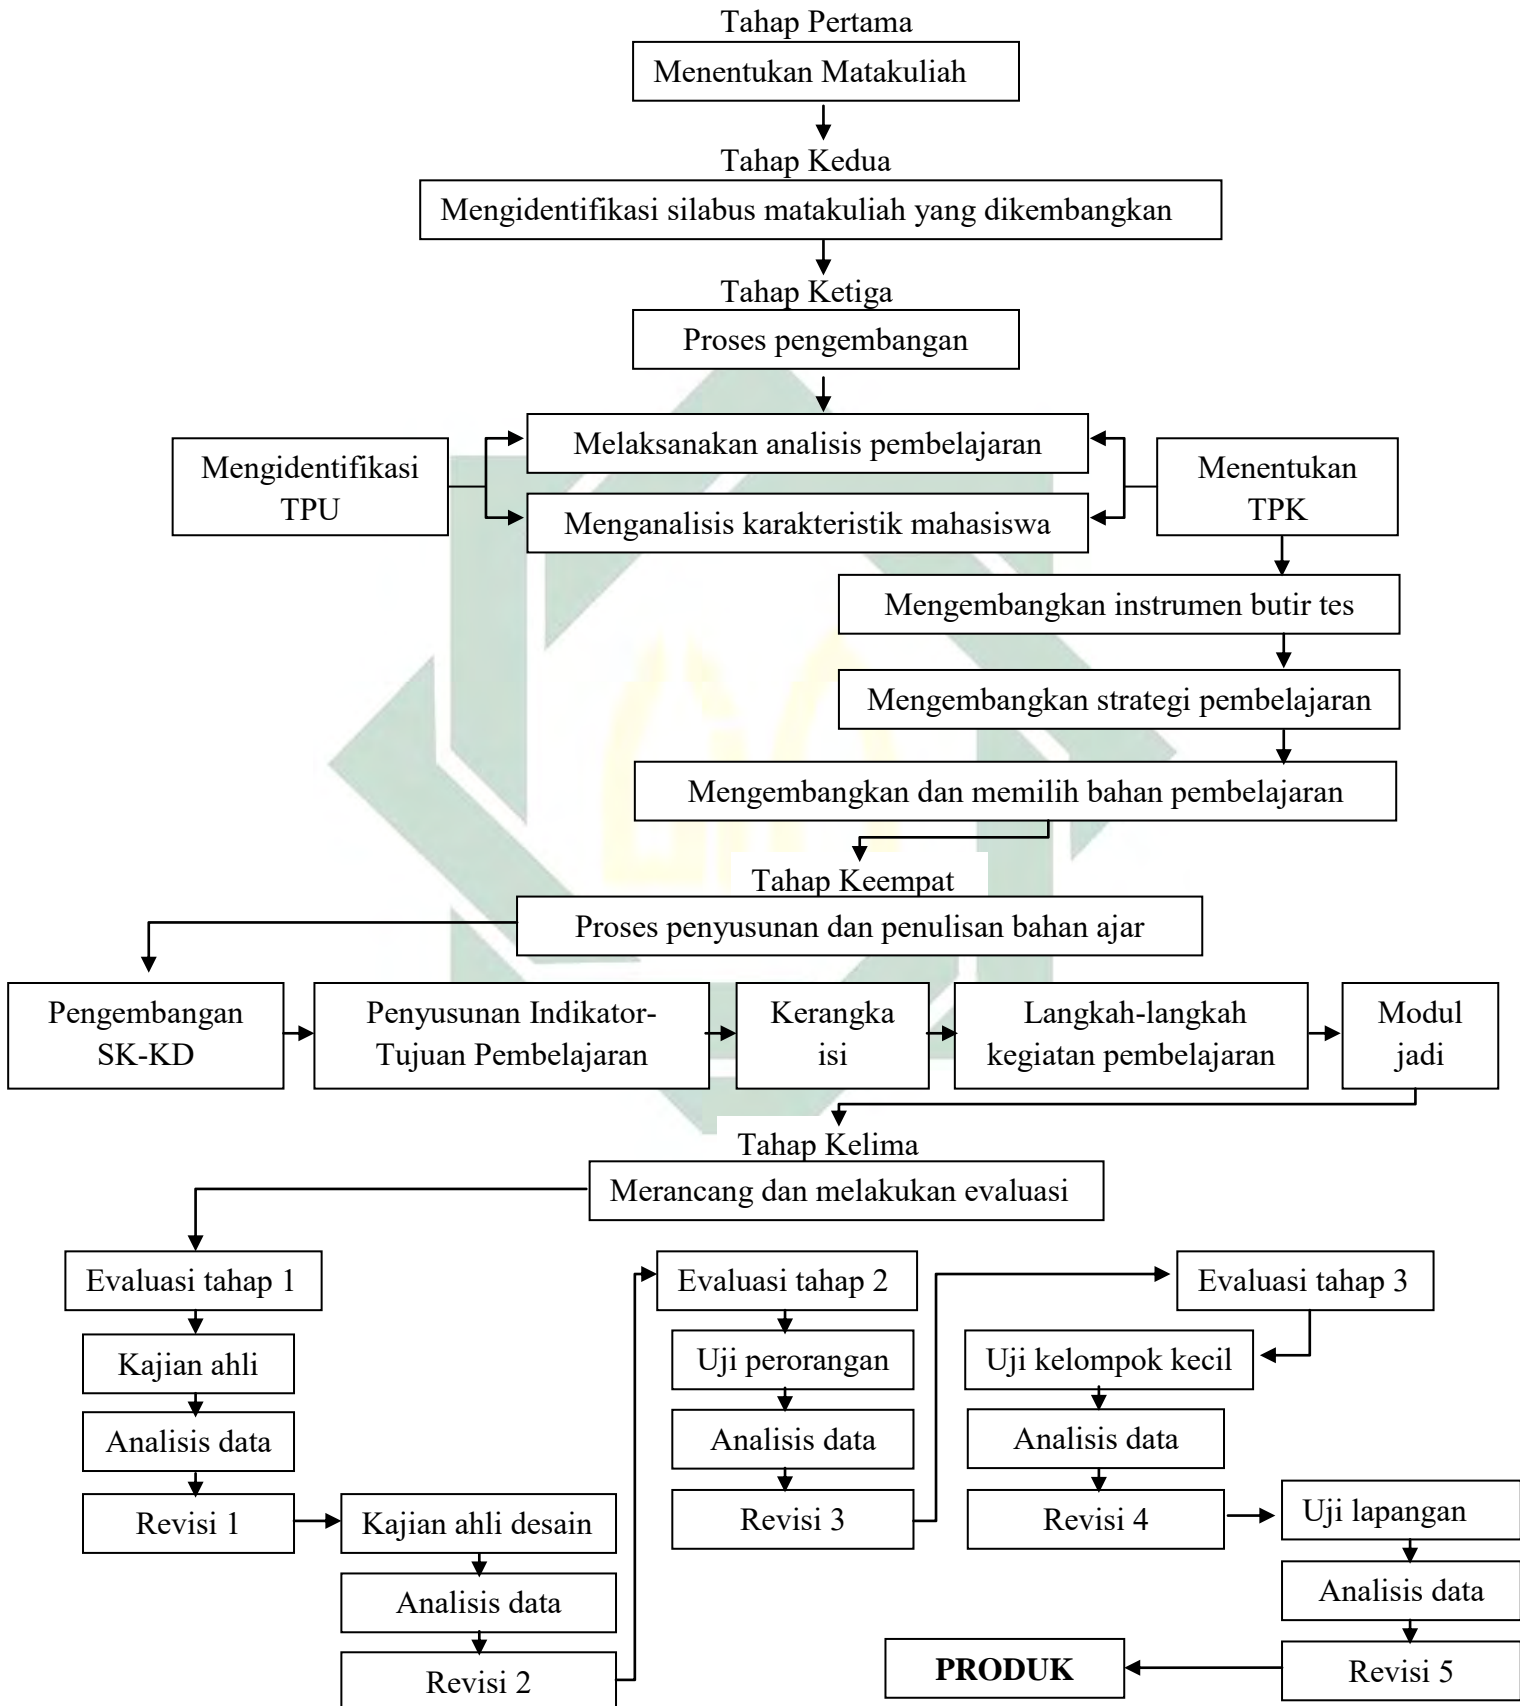 Tahap Pertama
Menentukan Matakuliah
Tahap Kedua
Mengidentifikasi silabus matakuliah yang dikembangkan
Tahap Ketiga
Proses pengembangan
Melaksanakan analisis pembelajaran
Mengidentifikasi
TPU
Menentukan
TPK
Menganalisis karakteristik mahasiswa
Mengembangkan instrumen butir tes
Mengembangkan strategi pembelajaran
Mengembangkan dan memilih bahan pembelajaran
Tahap Keempat
Proses penyusunan dan penulisan bahan ajar
Pengembangan
SK-KD
Penyusunan Indikator-
Tujuan Pembelajaran
Kerangka
isi
Langkah-langkah
kegiatan pembelajaran
Modul
jadi
Tahap Kelima
Merancang dan melakukan evaluasi
Evaluasi tahap 1
Kajian ahli
Analisis data
Revisi 1
Kajian ahli desain
Analisis data
Revisi 2
Evaluasi tahap 2
Uji perorangan
Analisis data
Revisi 3
Evaluasi tahap 3
Uji kelompok kecil
Analisis data
Revisi 4
Uji lapangan
Analisis data
Revisi 5
PRODUK